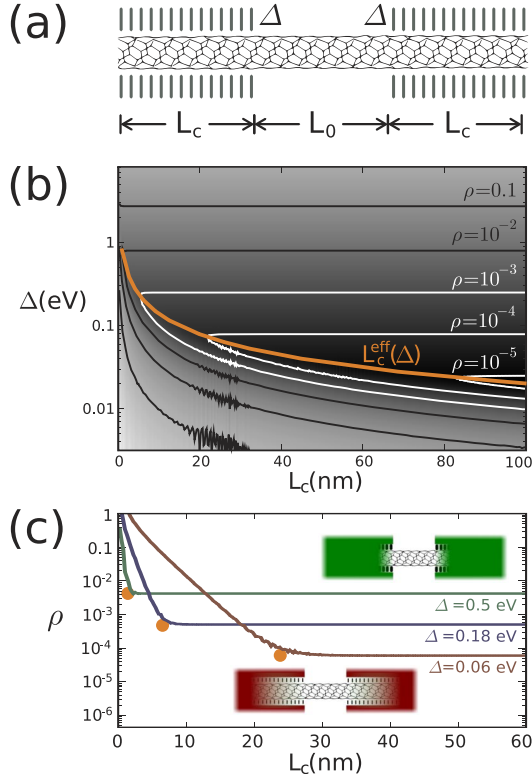 (a)
Δ Δ
L_c L_0 L_c
(b)
ρ=0.1
ρ=10^-2
ρ=10^-3
ρ=10^-4
ρ=10^-5
L_c^eff(Δ)
Δ(eV)
1
0.1
0.01
0 20 40 60 80 100
L_c(nm)
(c)
ρ
1
0.1
10^-2
10^-3
10^-4
10^-5
10^-6
Δ=0.5 eV
Δ=0.18 eV
Δ=0.06 eV
0 10 20 30 40 50 60
L_c(nm)